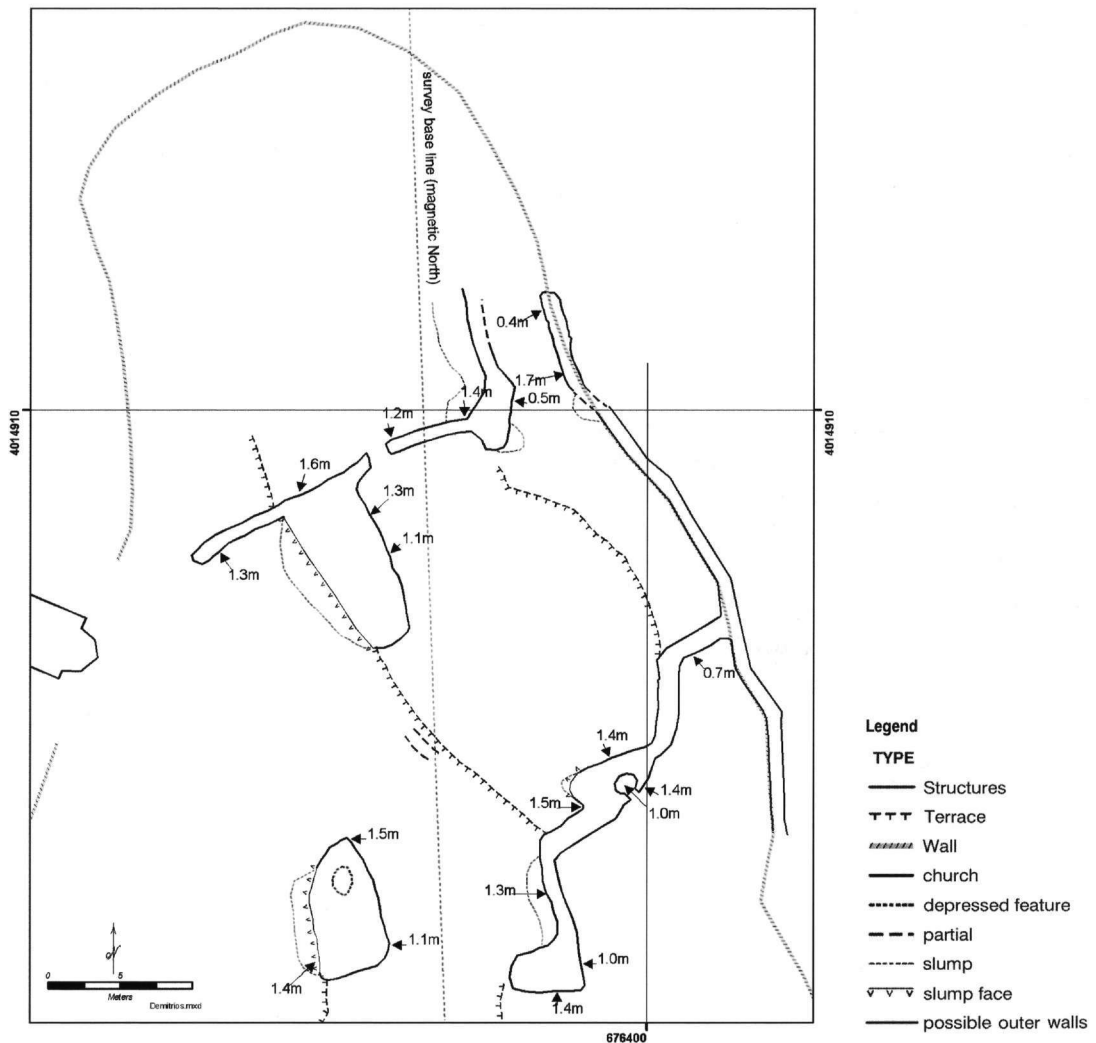 survey base line (magnetic North)
0.4m
1.7m
1.4m
0.5m
1.2m
4014910
4014910
1.6m
1.3m
1.1m
1.3m
0.7m
1.4m
1.4m
1.5m
1.0m
1.5m
1.3m
1.1m
1.0m
1.4m
1.4m
N
0 5
Meters
Demitrios.mxd
676400
Legend
TYPE
Structures
Terrace
Wall
church
depressed feature
partial
slump
slump face
possible outer walls